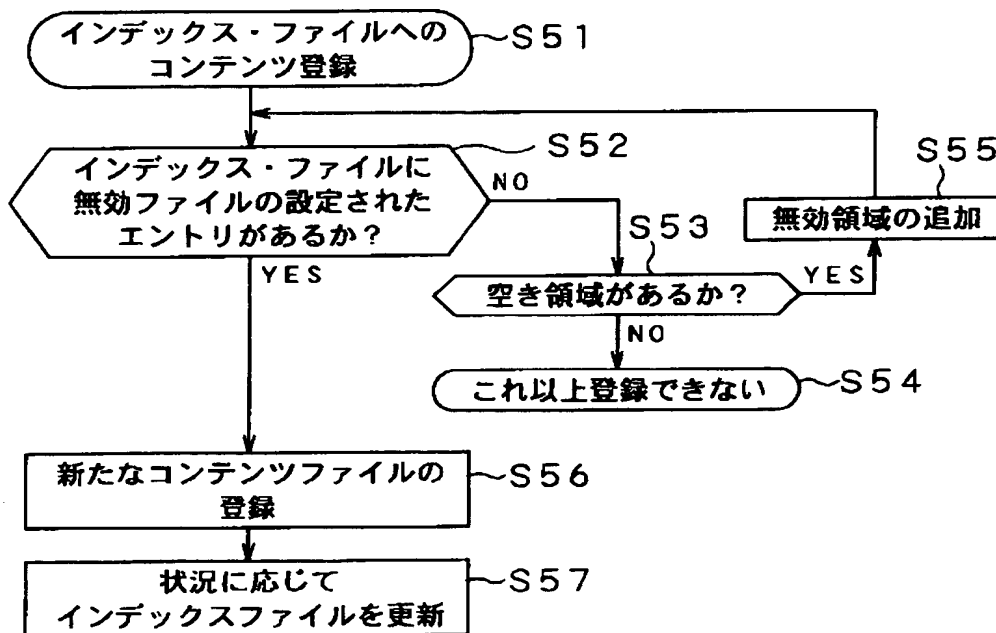 インデックス・ファイルへの
コンテンツ登録
S51
インデックス・ファイルに
無効ファイルの設定された
エントリがあるか?
S52
NO
YES
S53
空き領域があるか?
YES
NO
S55
無効領域の追加
これ以上登録できない
S54
新たなコンテンツファイルの
登録
S56
状況に応じて
インデックスファイルを更新
S57